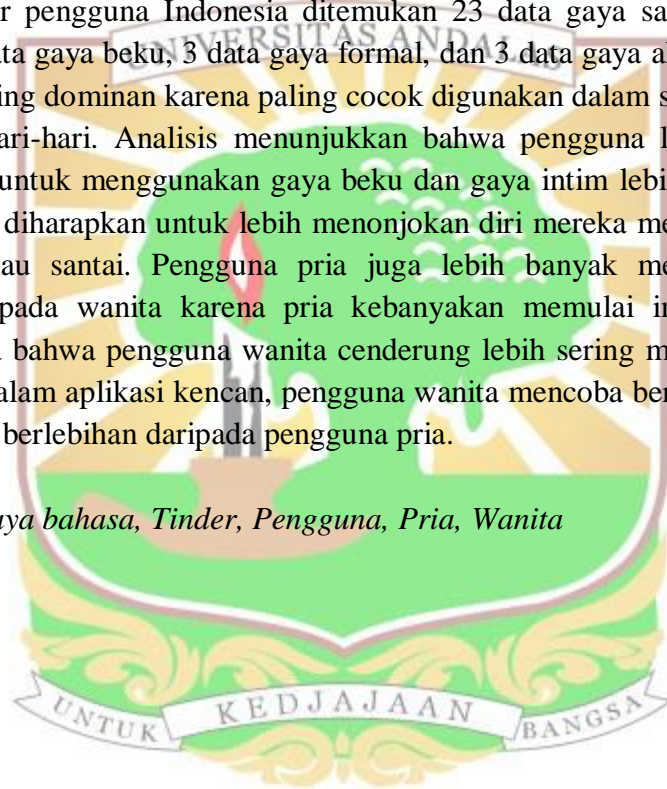 r pengguna Indonesia ditemukan 23 data gaya sa
UNIVERSITAS ANDALAS
ata gaya beku, 3 data gaya formal, dan 3 data gaya a
ing dominan karena paling cocok digunakan dalam s
ari-hari. Analisis menunjukkan bahwa pengguna l
untuk menggunakan gaya beku dan gaya intim lebi
diharapkan untuk lebih menonjokan diri mereka me
au santai. Pengguna pria juga lebih banyak me
pada wanita karena pria kebanyakan memulai in
a bahwa pengguna wanita cenderung lebih sering m
alam aplikasi kencan, pengguna wanita mencoba ber
berlebihan daripada pengguna pria.
aya bahasa, Tinder, Pengguna, Pria, Wanita
UNTUK KEDJAJAAN BANGSA